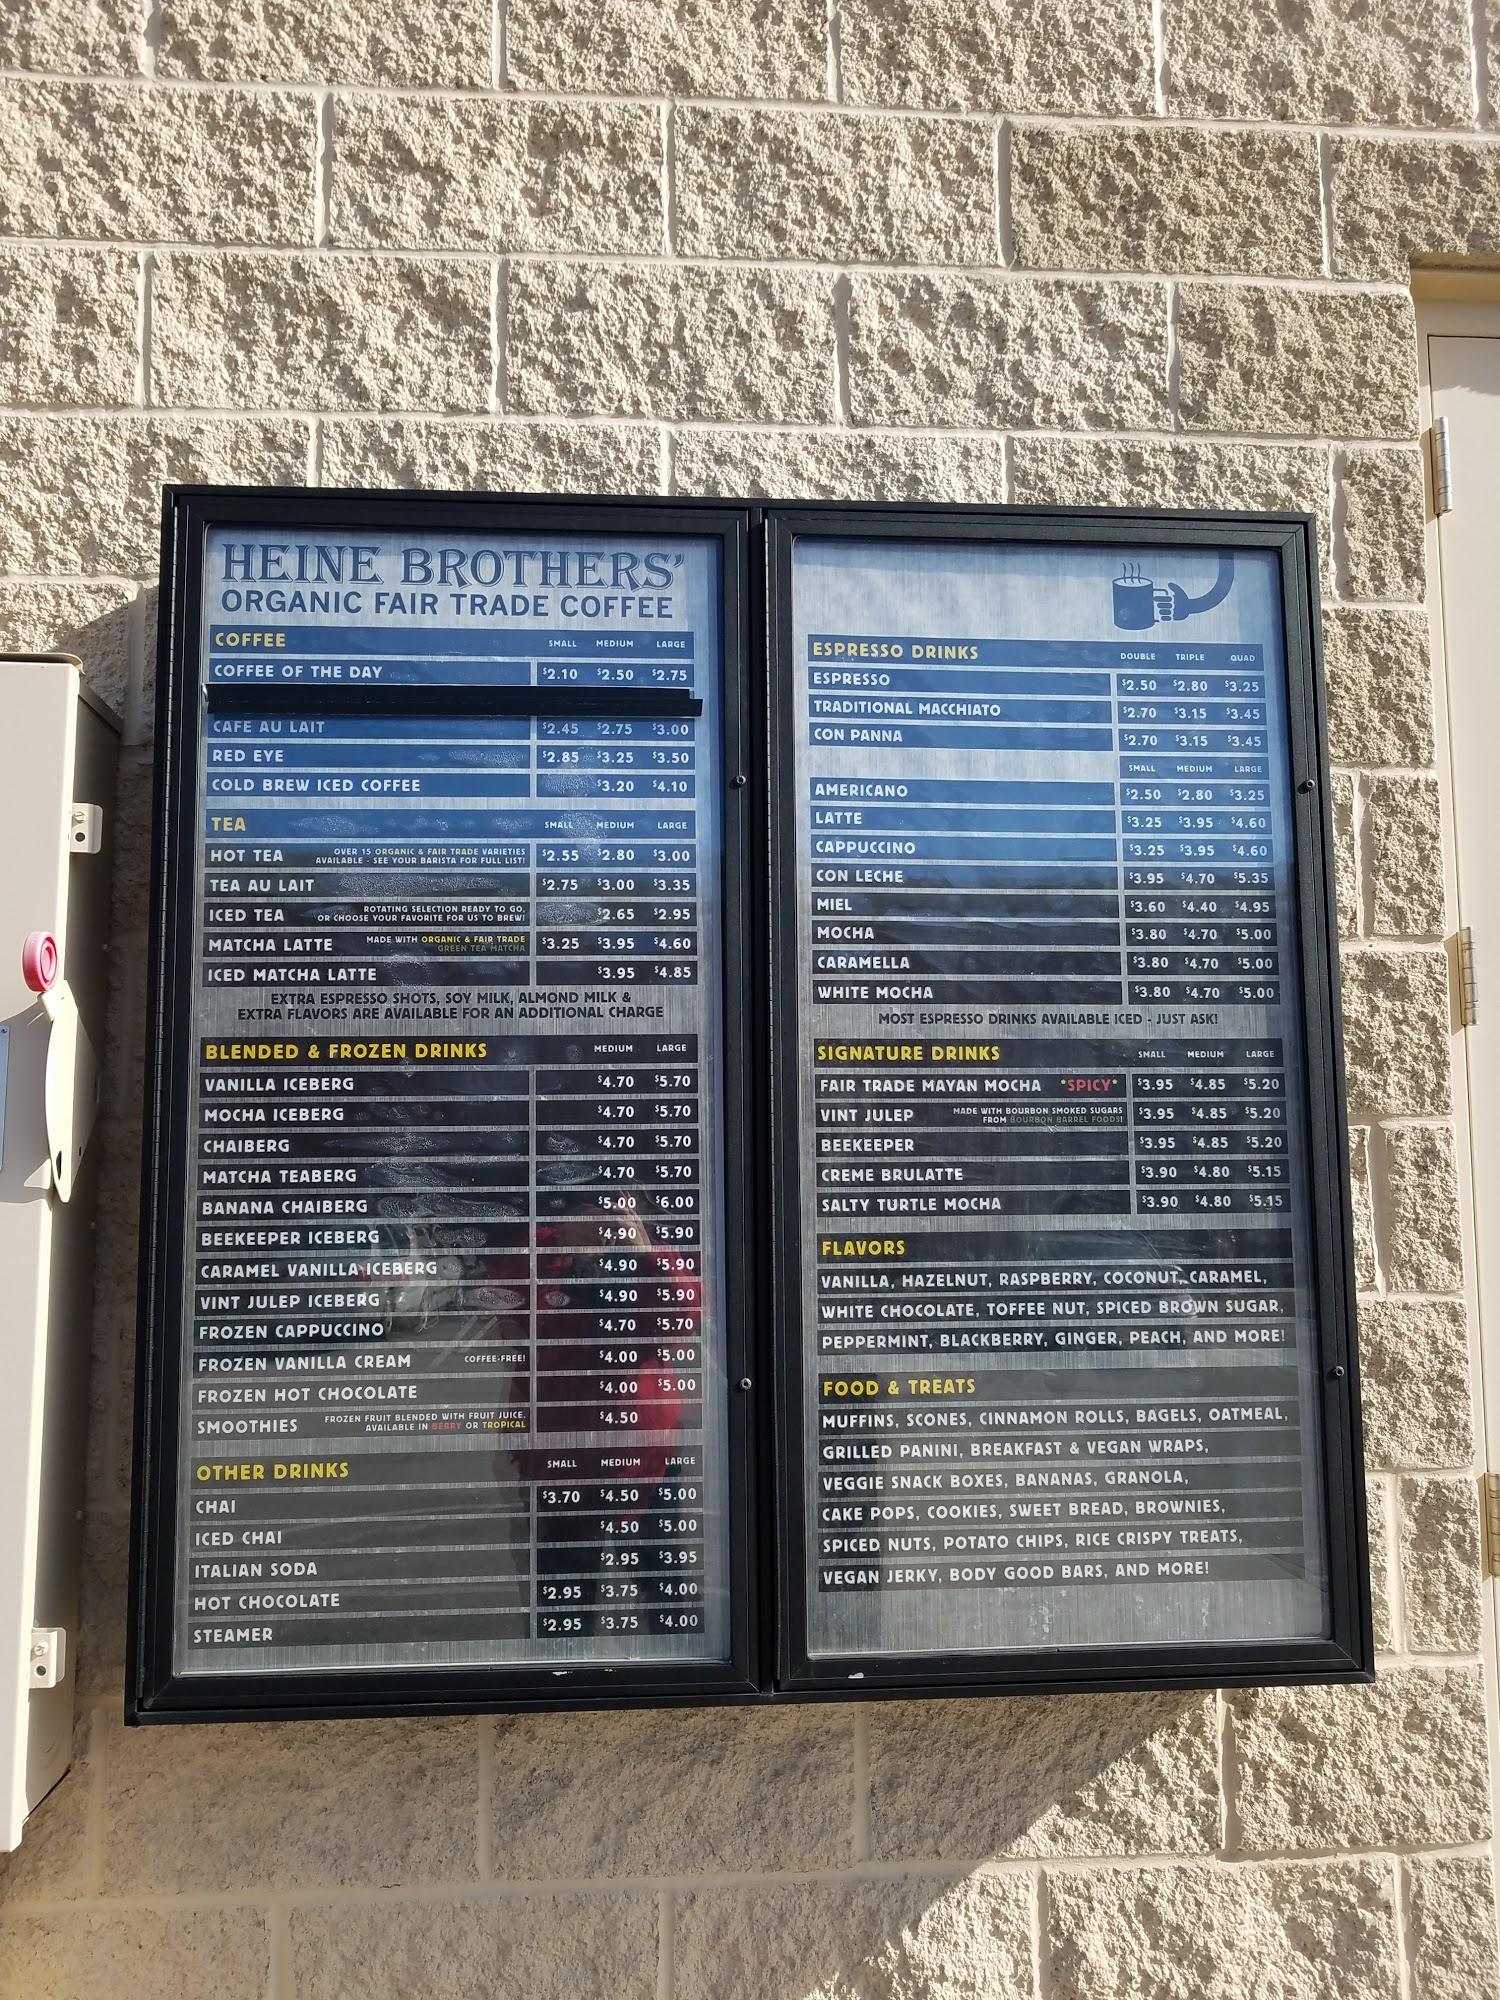 HEINE BROTHERS'
ORGANIC FAIR TRADE COFFEE
COFFEE SMALL MEDIUM LARGE
COFFEE OF THE DAY $2.10 $2.50 $2.75
CAFE AU LAIT $2.45 $2.75 $3.00
RED EYE $2.85 $3.25 $3.50
COLD BREW ICED COFFEE $3.20 $4.10
TEA SMALL MEDIUM LARGE
HOT TEA OVER 15 ORGANIC & FAIR TRADE VARIETIES
AVAILABLE - SEE YOUR BARISTA FOR FULL LIST! $2.55 $2.80 $3.00
TEA AU LAIT $2.75 $3.00 $3.35
ICED TEA ROTATING SELECTION READY TO GO,
OR CHOOSE YOUR FAVORITE FOR US TO BREW! $2.65 $2.95
MATCHA LATTE MADE WITH ORGANIC & FAIR TRADE
GREEN TEA MATCHA $3.25 $3.95 $4.60
ICED MATCHA LATTE $3.95 $4.85
EXTRA ESPRESSO SHOTS, SOY MILK, ALMOND MILK &
EXTRA FLAVORS ARE AVAILABLE FOR AN ADDITIONAL CHARGE
BLENDED & FROZEN DRINKS MEDIUM LARGE
VANILLA ICEBERG $4.70 $5.70
MOCHA ICEBERG $4.70 $5.70
CHAIBERG $4.70 $5.70
MATCHA TEABERG $4.70 $5.70
BANANA CHAIBERG $5.00 $6.00
BEEKEEPER ICEBERG $4.90 $5.90
CARAMEL VANILLA ICEBERG $4.90 $5.90
VINT JULEP ICEBERG $4.90 $5.90
FROZEN CAPPUCCINO $4.70 $5.70
FROZEN VANILLA CREAM COFFEE-FREE! $4.00 $5.00
FROZEN HOT CHOCOLATE $4.00 $5.00
SMOOTHIES FROZEN FRUIT BLENDED WITH FRUIT JUICE.
AVAILABLE IN BERRY OR TROPICAL $4.50
OTHER DRINKS SMALL MEDIUM LARGE
CHAI $3.70 $4.50 $5.00
ICED CHAI $4.50 $5.00
ITALIAN SODA $2.95 $3.95
HOT CHOCOLATE $2.95 $3.75 $4.00
STEAMER $2.95 $3.75 $4.00
ESPRESSO DRINKS DOUBLE TRIPLE QUAD
ESPRESSO $2.50 $2.80 $3.25
TRADITIONAL MACCHIATO $2.70 $3.15 $3.45
CON PANNA $2.70 $3.15 $3.45
SMALL MEDIUM LARGE
AMERICANO $2.50 $2.80 $3.25
LATTE $3.25 $3.95 $4.60
CAPPUCCINO $3.25 $3.95 $4.60
CON LECHE $3.95 $4.70 $5.35
MIEL $3.60 $4.40 $4.95
MOCHA $3.80 $4.70 $5.00
CARAMELLA $3.80 $4.70 $5.00
WHITE MOCHA $3.80 $4.70 $5.00
MOST ESPRESSO DRINKS AVAILABLE ICED - JUST ASK!
SIGNATURE DRINKS SMALL MEDIUM LARGE
FAIR TRADE MAYAN MOCHA *SPICY* $3.95 $4.85 $5.20
VINT JULEP MADE WITH BOURBON SMOKED SUGARS
FROM BOURBON BARREL FOODS! $3.95 $4.85 $5.20
BEEKEEPER $3.95 $4.85 $5.20
CREME BRULATTE $3.90 $4.80 $5.15
SALTY TURTLE MOCHA $3.90 $4.80 $5.15
FLAVORS
VANILLA, HAZELNUT, RASPBERRY, COCONUT, CARAMEL,
WHITE CHOCOLATE, TOFFEE NUT, SPICED BROWN SUGAR,
PEPPERMINT, BLACKBERRY, GINGER, PEACH, AND MORE!
FOOD & TREATS
MUFFINS, SCONES, CINNAMON ROLLS, BAGELS, OATMEAL,
GRILLED PANINI, BREAKFAST & VEGAN WRAPS,
VEGGIE SNACK BOXES, BANANAS, GRANOLA,
CAKE POPS, COOKIES, SWEET BREAD, BROWNIES,
SPICED NUTS, POTATO CHIPS, RICE CRISPY TREATS,
VEGAN JERKY, BODY GOOD BARS, AND MORE!